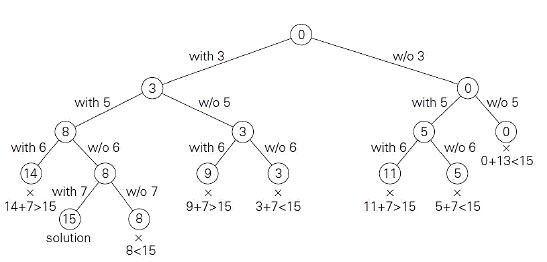 0
with 3
w/o 3
3
0
with 5
w/o 5
with 5
w/o 5
8
3
5
0
with 6
w/o 6
with 6
w/o 6
with 6
w/o 6
×
0+13<15
14
8
9
3
11
5
×
with 7
w/o 7
×
×
×
×
14+7>15
9+7>15
3+7<15
11+7>15
5+7<15
15
8
solution
×
8<15